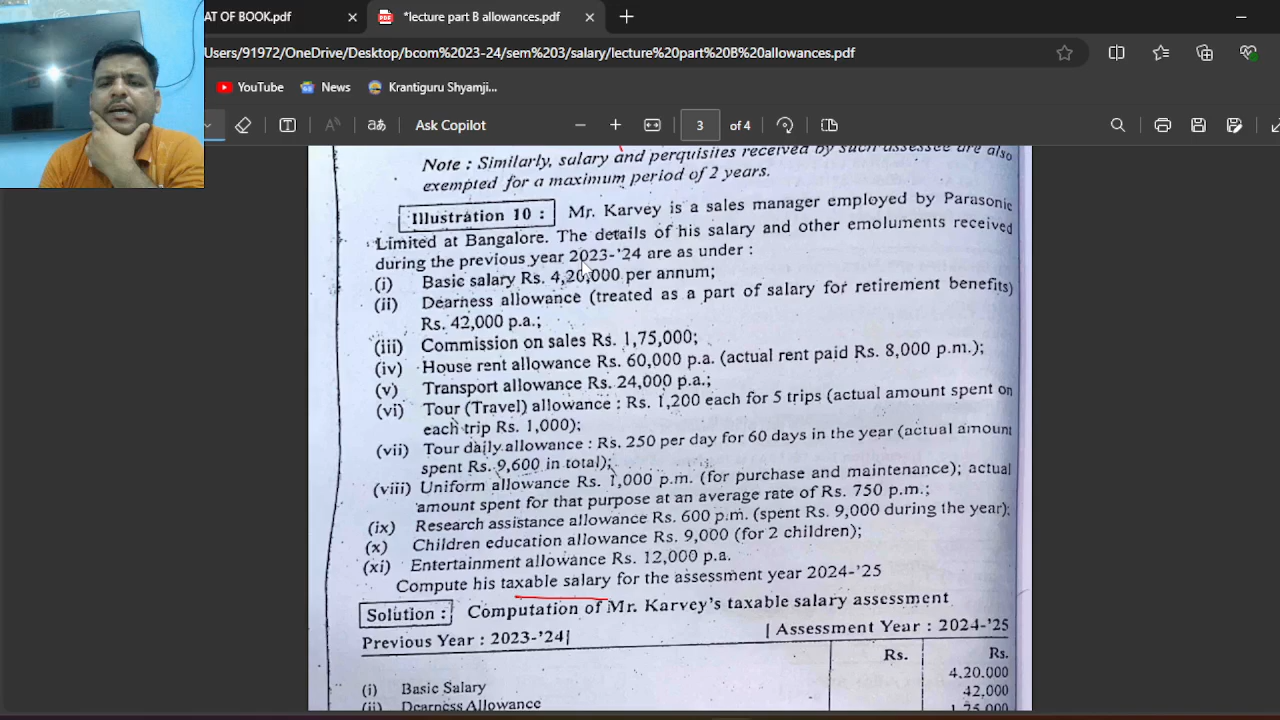 AT OF BOOK.pdf
*lecture part B allowances.pdf
Users/91972/OneDrive/Desktop/bcom%2023-24/sem%203/salary/lecture%20part%20B%20allowances.pdf
YouTube
News
Krantiguru Shyamji...
aあ
Ask Copilot
3
of 4
Note : Similarly, salary and perquisites received by such assessee are also
exempted for a maximum period of 2 years.
Illustration 10 : Mr. Karvey is a sales manager employed by Parasonic
Limited at Bangalore. The details of his salary and other emoluments received
during the previous year 2023-'24 are as under :
(i) Basic salary Rs. 4,20,000 per annum;
(ii) Dearness allowance (treated as a part of salary for retirement benefits)
Rs. 42,000 p.a.;
(iii) Commission on sales Rs. 1,75,000;
(iv) House rent allowance Rs. 60,000 p.a. (actual rent paid Rs. 8,000 p.m.);
(v) Transport allowance Rs. 24,000 p.a.;
(vi) Tour (Travel) allowance : Rs. 1,200 each for 5 trips (actual amount spent on
each trip Rs. 1,000);
(vii) Tour daily allowance : Rs. 250 per day for 60 days in the year (actual amount
spent Rs. 9,600 in total);
(viii) Uniform allowance Rs. 1,000 p.m. (for purchase and maintenance); actual
amount spent for that purpose at an average rate of Rs. 750 p.m.;
(ix) Research assistance allowance Rs. 600 p.m. (spent Rs. 9,000 during the year);
(x) Children education allowance Rs. 9,000 (for 2 children);
(xi) Entertainment allowance Rs. 12,000 p.a.
Compute his taxable salary for the assessment year 2024-'25
Solution : Computation of Mr. Karvey's taxable salary assessment
Previous Year : 2023-'24| | Assessment Year : 2024-'25
Rs. Rs.
(i) Basic Salary 4.20.000
(ii) Dearness Allowance 42,000
1,75,000